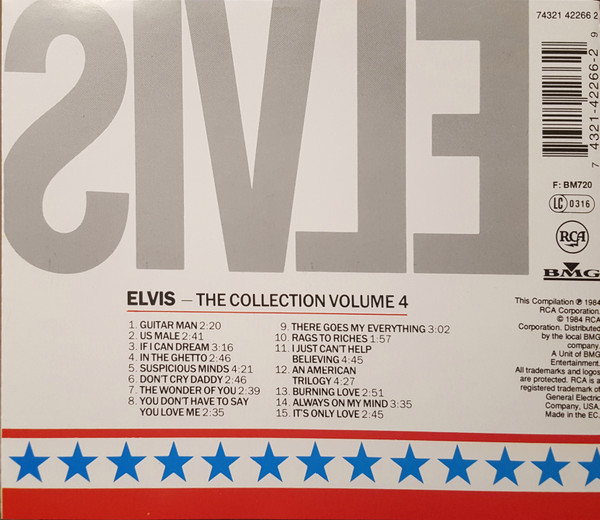 ELVIS
74321 42266 2
7 4321-42266-2 9
F: BM720
LC 0316
RCA
BMG
ELVIS – THE COLLECTION VOLUME 4
1. GUITAR MAN 2:20
2. US MALE 2:41
3. IF I CAN DREAM 3:16
4. IN THE GHETTO 2:46
5. SUSPICIOUS MINDS 4:21
6. DON'T CRY DADDY 2:46
7. THE WONDER OF YOU 2:39
8. YOU DON'T HAVE TO SAY
YOU LOVE ME 2:35
9. THERE GOES MY EVERYTHING 3:02
10. RAGS TO RICHES 1:57
11. I JUST CAN'T HELP
BELIEVING 4:45
12. AN AMERICAN
TRILOGY 4:27
13. BURNING LOVE 2:51
14. ALWAYS ON MY MIND 3:35
15. IT'S ONLY LOVE 2:45
This Compilation ℗ 1984
RCA Corporation.
© 1984 RCA
Corporation. Distributed
by the local BMG
company.
A Unit of BMG
Entertainment.
All trademarks and logos
are protected. RCA is a
registered trademark of
General Electric
Company, USA.
Made in the EC.